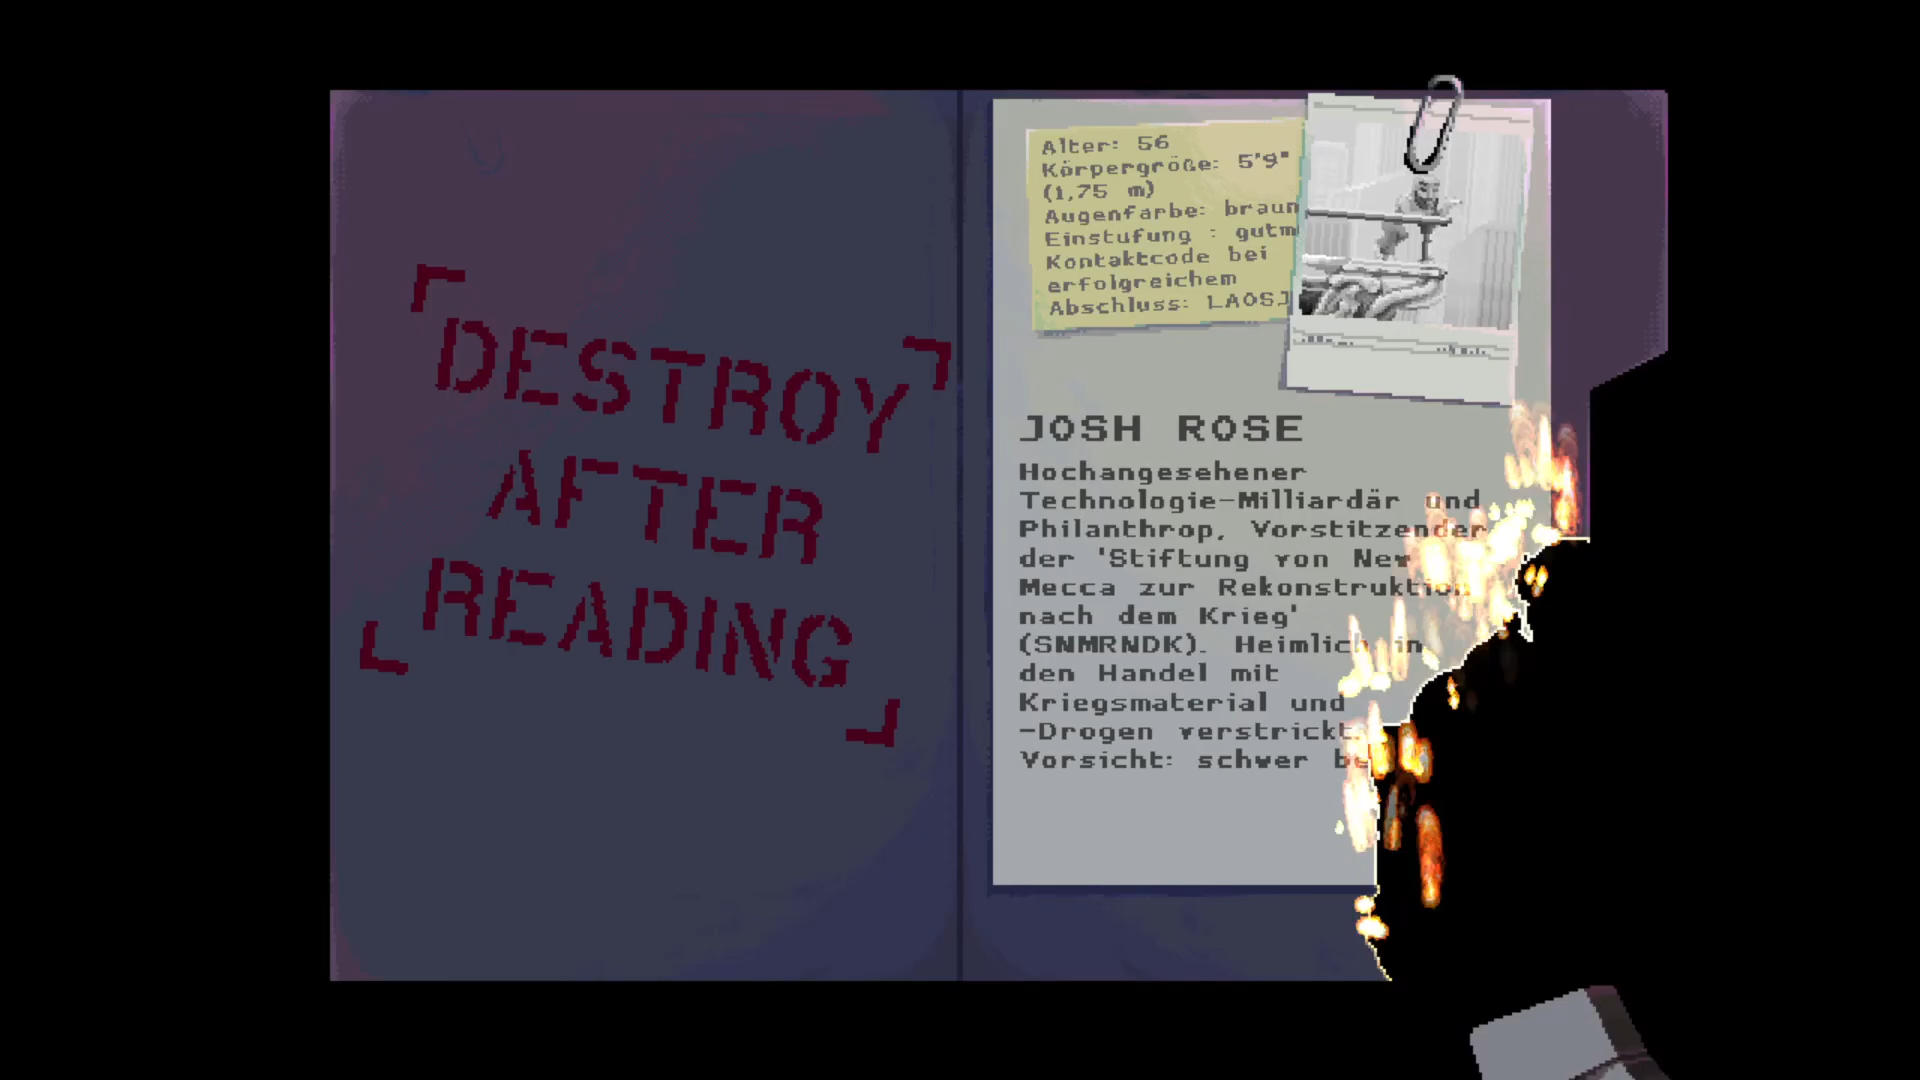 DESTROY
AFTER
READING
Alter: 56
Körpergröße: 5'9"
(1,75 m)
Augenfarbe: braun
Einstufung : gutm
Kontaktcode bei
erfolgreichem
Abschluss: LAOSJ
JOSH ROSE
Hochangesehener
Technologie-Milliardär und
Philanthrop, Vorstitzender
der 'Stiftung von New
Mecca zur Rekonstruktion
nach dem Krieg'
(SNMRNDK). Heimlich in
den Handel mit
Kriegsmaterial und
-Drogen verstrickt.
Vorsicht: schwer be